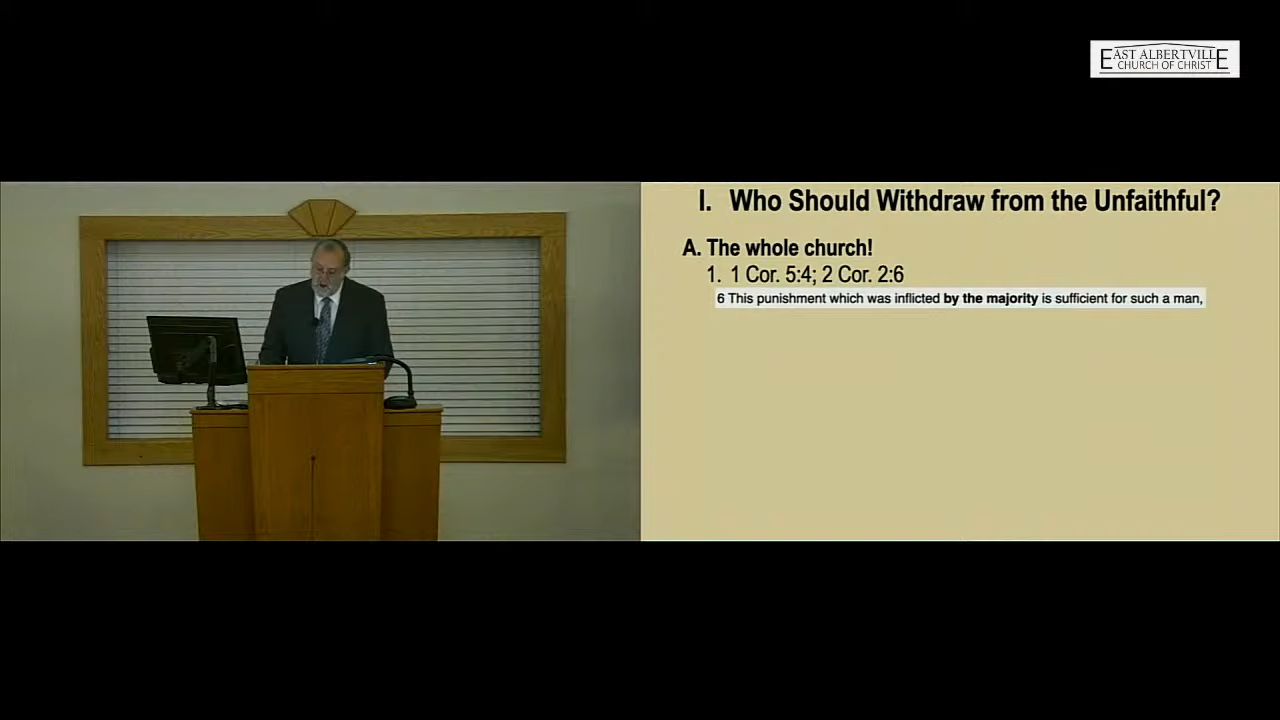 EAST ALBERTVILLE
CHURCH OF CHRIST
I. Who Should Withdraw from the Unfaithful?
A. The whole church!
1. 1 Cor. 5:4; 2 Cor. 2:6
6 This punishment which was inflicted by the majority is sufficient for such a man,